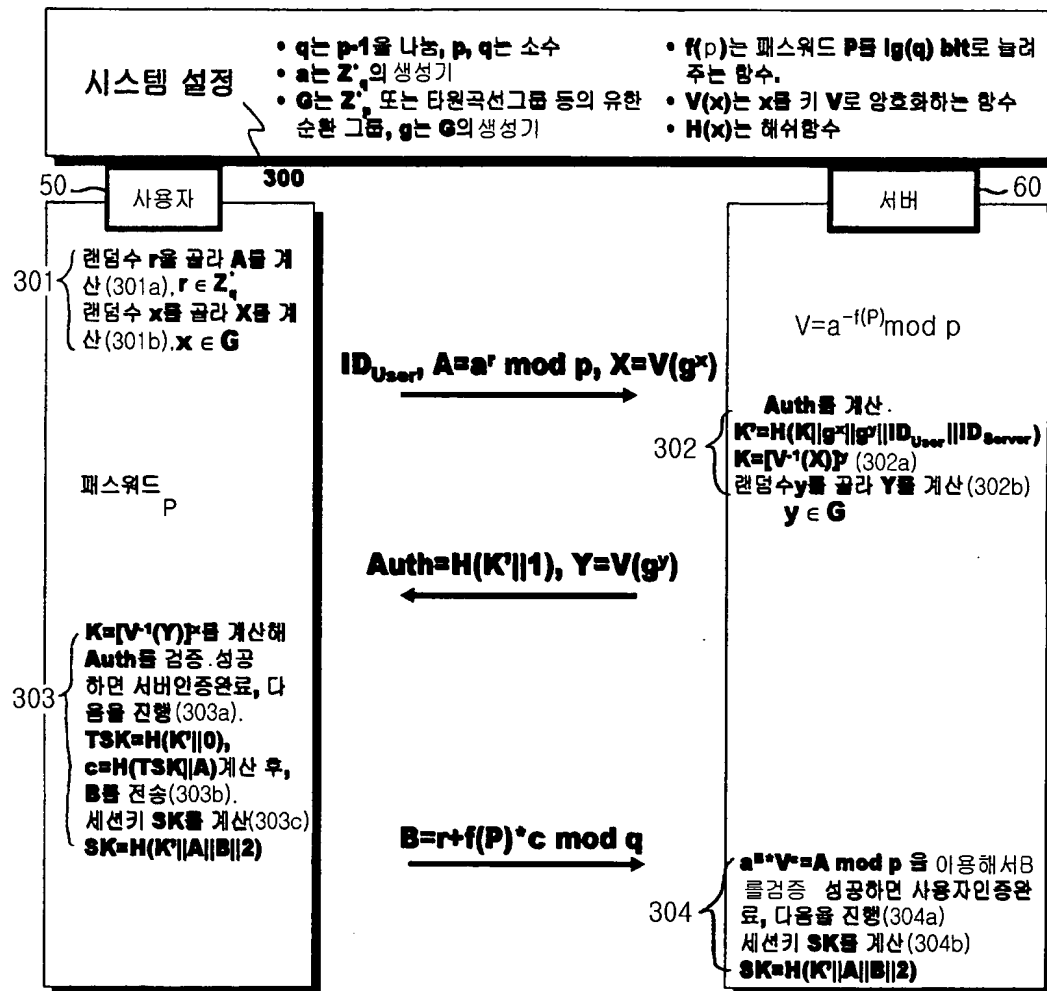 시스템 설정
• q는 p-1을 나눔, p, q는 소수
• a는 Z*q의 생성기
• G는 Z*p 또는 타원곡선그룹 등의 유한
순환 그룹, g는 G의생성기
• f(p)는 패스워드 P를 lg(q) bit로 늘려
주는 함수.
• V(x)는 x를 키 V로 암호화하는 함수
• H(x)는 해쉬함수
300
50
사용자
서버
60
301
랜덤수 r을 골라 A를 계
산(301a), r ∈ Z*q
랜덤수 x를 골라 X를 계
산(301b), x ∈ G
V=a^-f(P) mod p
ID_User, A=a^r mod p, X=V(g^x)
302
Auth를 계산.
K'=H(K||g^x||g^y||ID_User||ID_Server)
K=[V^-1(X)]^y (302a)
랜덤수y를 골라 Y를 계산(302b)
y ∈ G
패스워드
P
Auth=H(K'||1), Y=V(g^y)
303
K=[V^-1(Y)]^x를 계산해
Auth를 검증.성공
하면 서버인증완료, 다
음을 진행(303a).
TSK=H(K'||0),
c=H(TSK||A)계산 후,
B를 전송(303b).
세션키 SK를 계산(303c)
SK=H(K'||A||B||2)
B=r+f(P)*c mod q
304
a^B*V^c=A mod p 을 이용해서B
를검증 성공하면 사용자인증완
료, 다음을 진행(304a)
세션키 SK를 계산(304b)
SK=H(K'||A||B||2)